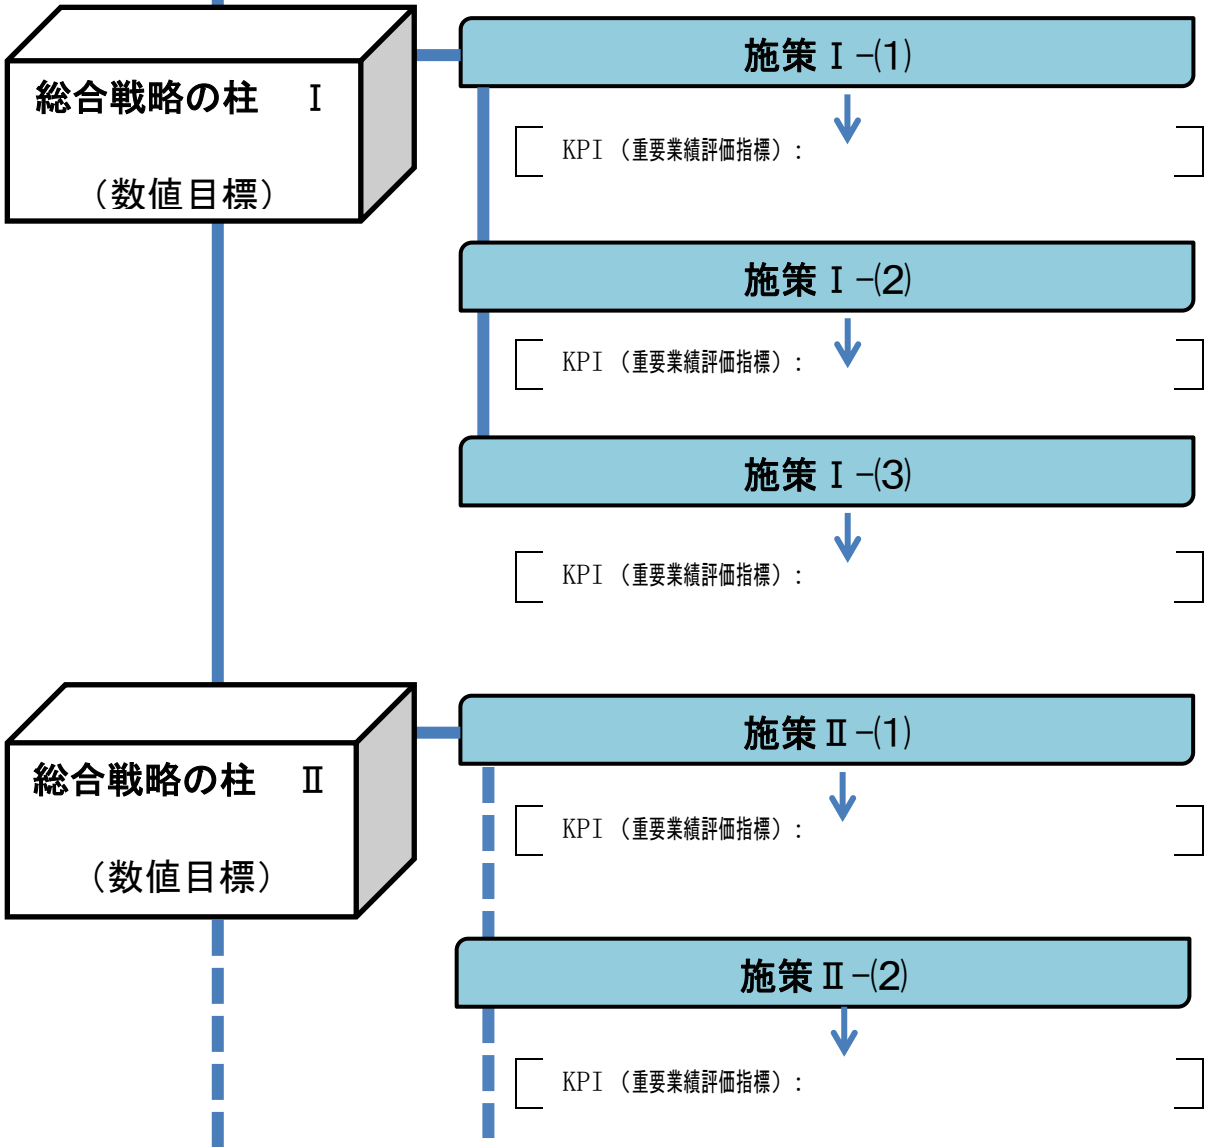 総合戦略の柱　Ⅰ
（数値目標）
施策Ⅰ-⑴
KPI（重要業績評価指標）：
施策Ⅰ-⑵
KPI（重要業績評価指標）：
施策Ⅰ-⑶
KPI（重要業績評価指標）：
総合戦略の柱　Ⅱ
（数値目標）
施策Ⅱ-⑴
KPI（重要業績評価指標）：
施策Ⅱ-⑵
KPI（重要業績評価指標）：